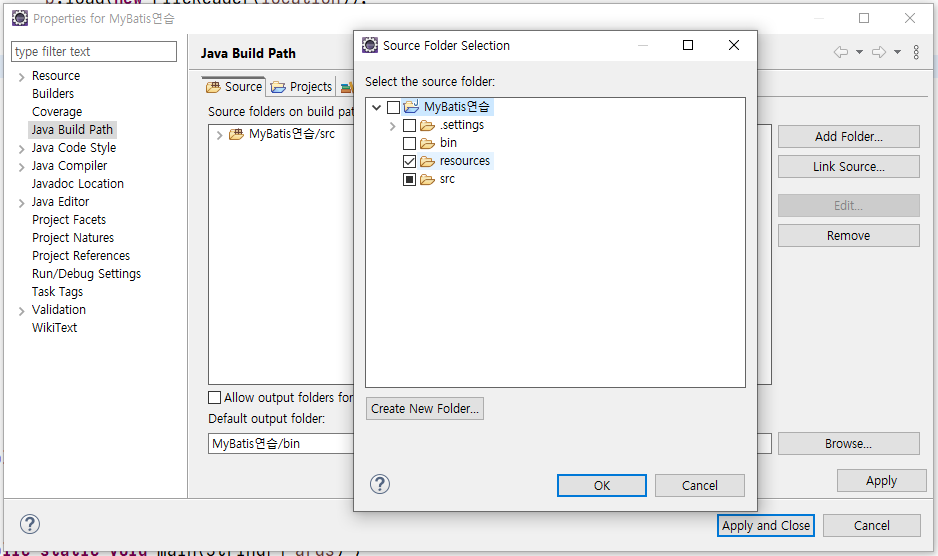 b.load(new FileReader(location));
Properties for MyBatis연습
type filter text
Resource
Builders
Coverage
Java Build Path
Java Code Style
Java Compiler
Javadoc Location
Java Editor
Project Facets
Project Natures
Project References
Run/Debug Settings
Task Tags
Validation
WikiText
Java Build Path
Source
Projects
Source folders on build pat
MyBatis연습/src
Allow output folders for
Default output folder:
MyBatis연습/bin
Add Folder...
Link Source...
Edit...
Remove
Browse...
Apply
Apply and Close
Cancel
Source Folder Selection
Select the source folder:
MyBatis연습
.settings
bin
resources
src
Create New Folder...
OK
Cancel